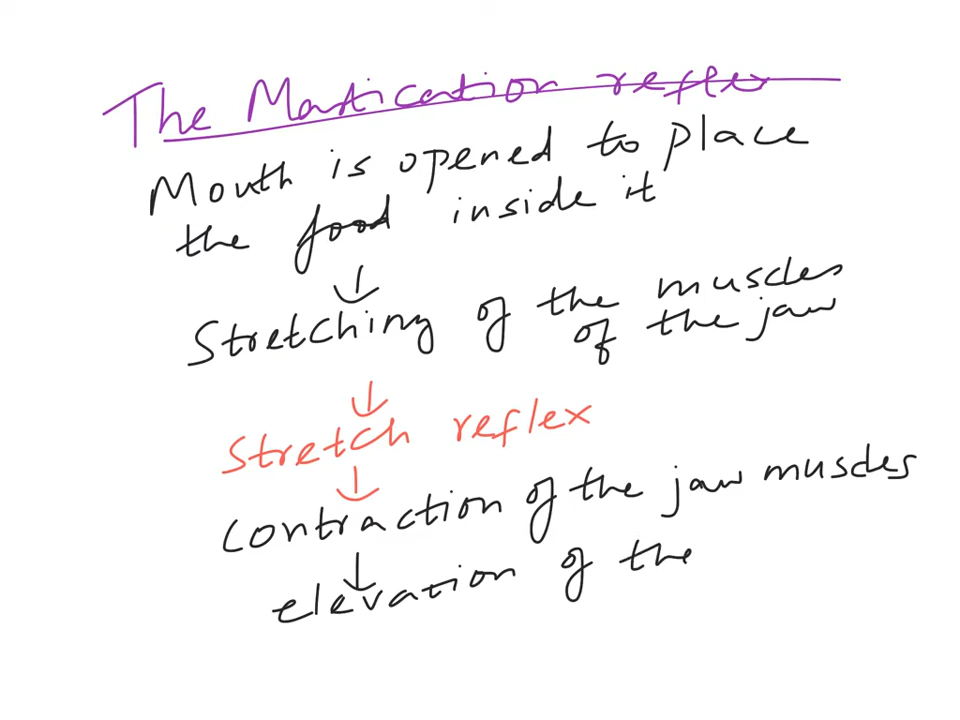 The Mastication reflex
Mouth is opened to place
the food inside it
↓
Stretching of the muscles
of the jaw
↓
Stretch reflex
↓
Contraction of the jaw muscles
↓
elevation of the